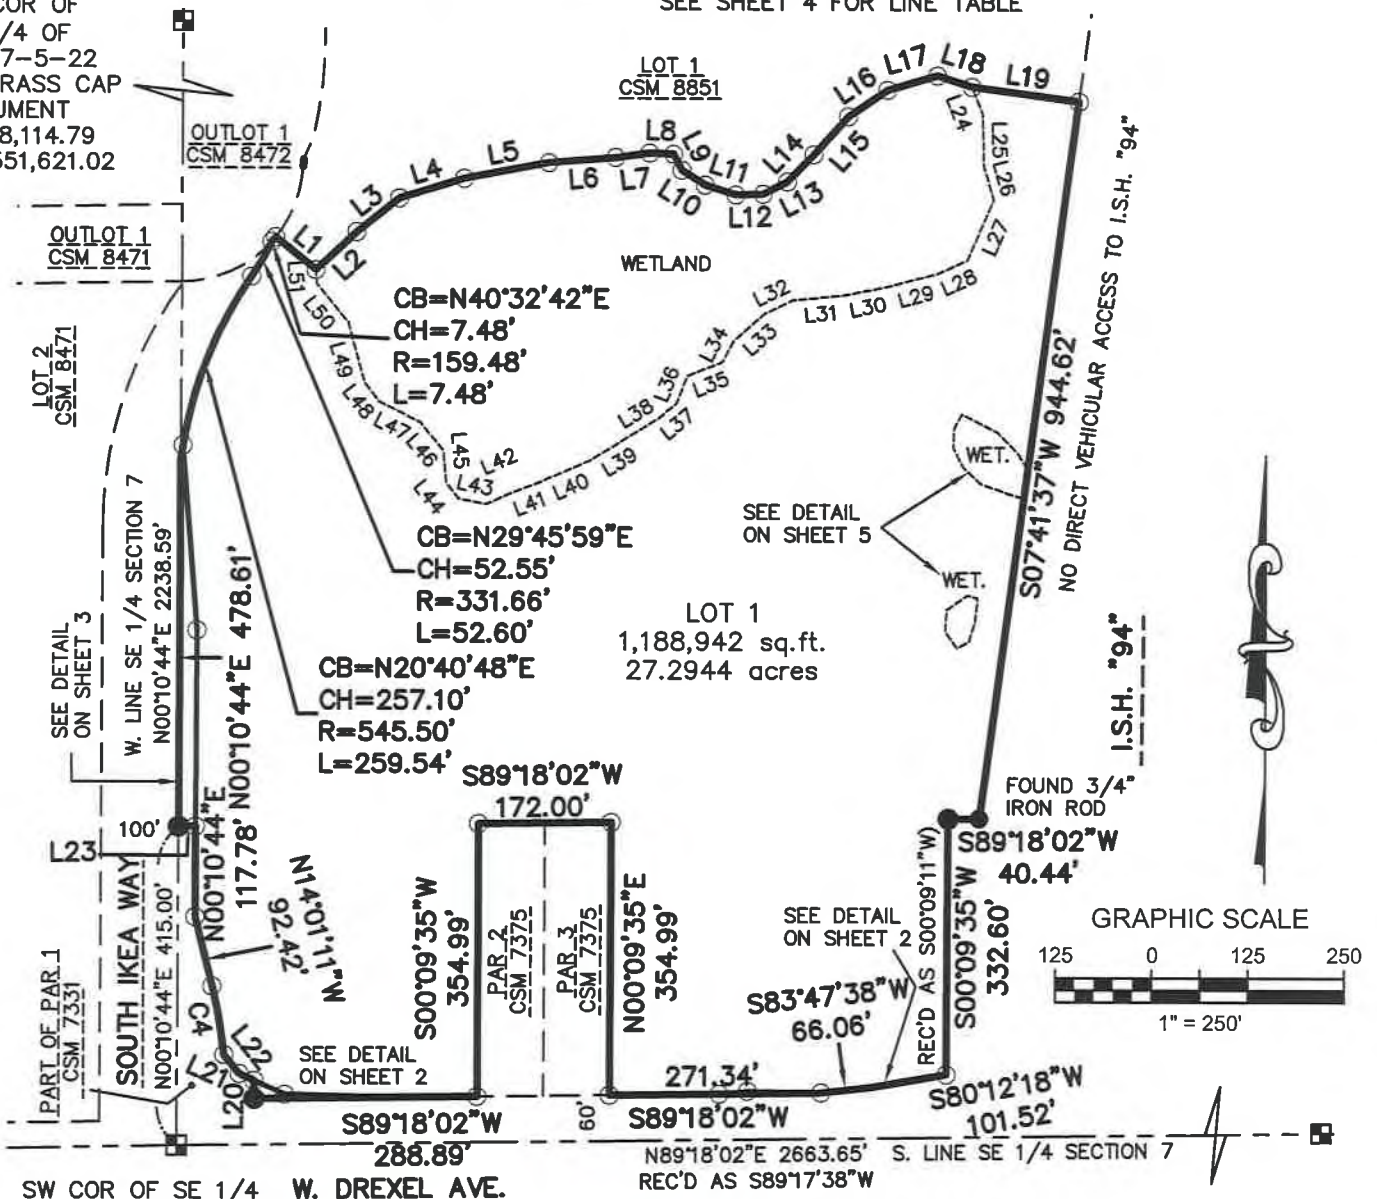 COR OF
1/4 OF
7-5-22
BRASS CAP
UMENT
8,114.79
551,621.02
SEE SHEET 4 FOR LINE TABLE
LOT 1
CSM 8851
OUTLOT 1
CSM 8472
OUTLOT 1
CSM 8471
LOT 2
CSM 8471
L1
L2
L3
L4
L5
L6
L7
L8
L9
L10
L11
L12
L13
L14
L15
L16
L17
L18
L19
L24
L25
L26
L27
L28
L29
L30
L31
L32
L33
L34
L35
L36
L37
L38
L39
L40
L41
L42
L43
L44
L45
L46
L47
L48
L49
L50
L51
WETLAND
CB=N40°32'42"E
CH=7.48'
R=159.48'
L=7.48'
CB=N29°45'59"E
CH=52.55'
R=331.66'
L=52.60'
CB=N20°40'48"E
CH=257.10'
R=545.50'
L=259.54'
WET.
SEE DETAIL
ON SHEET 5
WET.
LOT 1
1,188,942 sq.ft.
27.2944 acres
S07°41'37"W 944.62'
NO DIRECT VEHICULAR ACCESS TO I.S.H. "94"
I.S.H. "94"
SEE DETAIL
ON SHEET 3
W. LINE SE 1/4 SECTION 7
N00°10'44"E 2238.59'
N00°10'44"E 478.61'
N00°10'44"E
117.78'
100'
L23
SOUTH IKEA WAY
N00°10'44"E 415.00'
PART OF PAR 1
CSM 7331
N14°01'11"W
92.42'
C4
L22
L21
L20
SEE DETAIL
ON SHEET 2
S89°18'02"W
288.89'
S89°18'02"W
172.00'
S00°09'35"W
354.99'
PAR 2
CSM 7375
PAR 3
CSM 7375
N00°09'35"E
354.99'
60'
271.34'
S89°18'02"W
SEE DETAIL
ON SHEET 2
S83°47'38"W
66.06'
REC'D AS S00°09'11"W)
S00°09'35"W
332.60'
FOUND 3/4"
IRON ROD
S89°18'02"W
40.44'
S80°12'18"W
101.52'
GRAPHIC SCALE
125 0 125 250
1" = 250'
N89°18'02"E 2663.65' S. LINE SE 1/4 SECTION 7
REC'D AS S89°17'38"W
SW COR OF SE 1/4 W. DREXEL AVE.